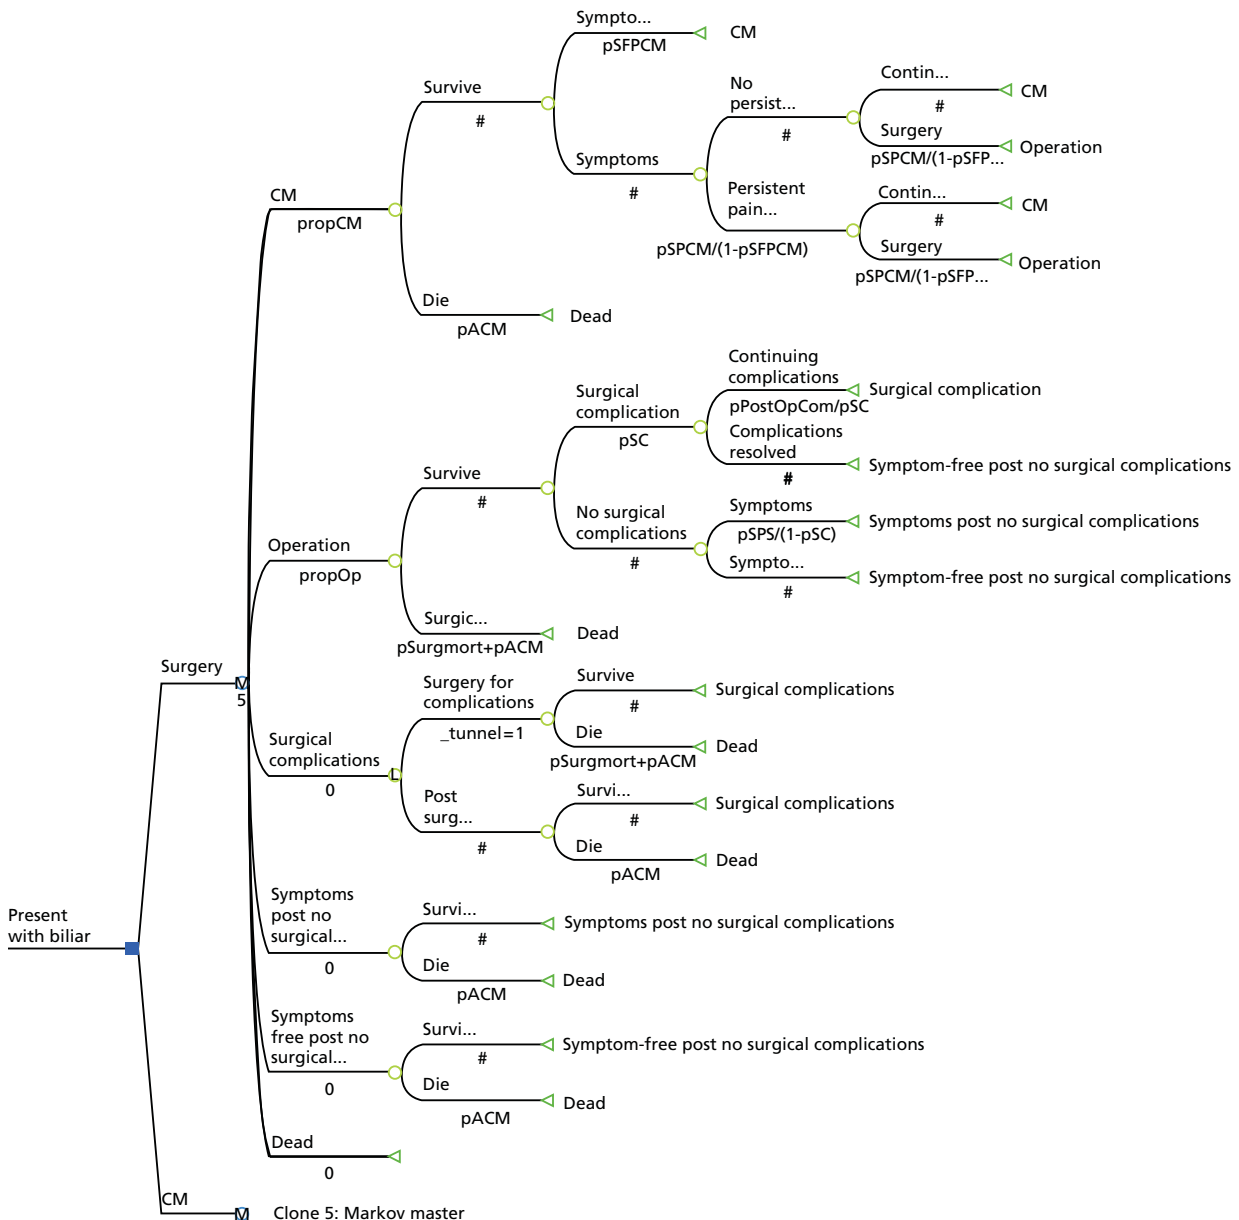 Sympto...
pSFPCM
CM
Survive
#
Symptoms
#
No
persist...
#
Contin...
#
CM
Surgery
pSPCM/(1-pSFP...
Operation
Persistent
pain...
pSPCM/(1-pSFPCM)
Contin...
#
CM
Surgery
pSPCM/(1-pSFP...
Operation
CM
propCM
Die
pACM
Dead
Continuing
complications
pPostOpCom/pSC
Surgical complication
Surgical
complication
pSC
Complications
resolved
#
Symptom-free post no surgical complications
Survive
#
No surgical
complications
#
Symptoms
pSPS/(1-pSC)
Symptoms post no surgical complications
Sympto...
#
Symptom-free post no surgical complications
Operation
propOp
Surgic...
pSurgmort+pACM
Dead
Surgery
M
5
Surgery for
complications
_tunnel=1
Survive
#
Surgical complications
Die
pSurgmort+pACM
Dead
Surgical
complications
0
L
Post
surg...
#
Survi...
#
Surgical complications
Die
pACM
Dead
Present
with biliar
Symptoms
post no
surgical...
0
Survi...
#
Symptoms post no surgical complications
Die
pACM
Dead
Symptoms
free post no
surgical...
0
Survi...
#
Symptom-free post no surgical complications
Die
pACM
Dead
Dead
0
CM
M
Clone 5: Markov master